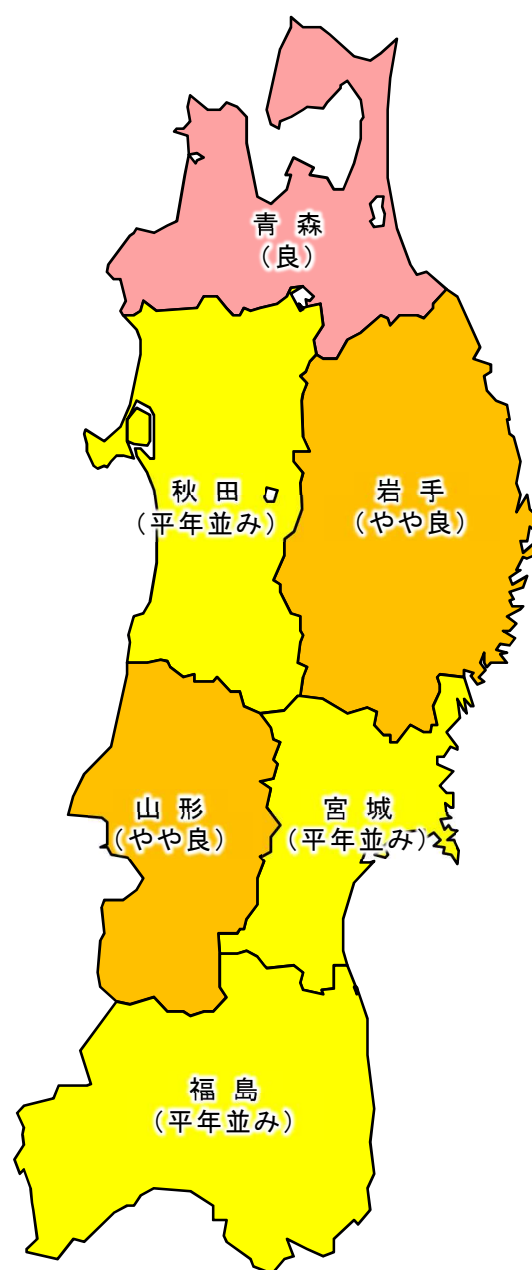 青 森
（良）
秋 田
（平年並み）
岩 手
（やや良）
山 形
（やや良）
宮 城
（平年並み）
福 島
（平年並み）